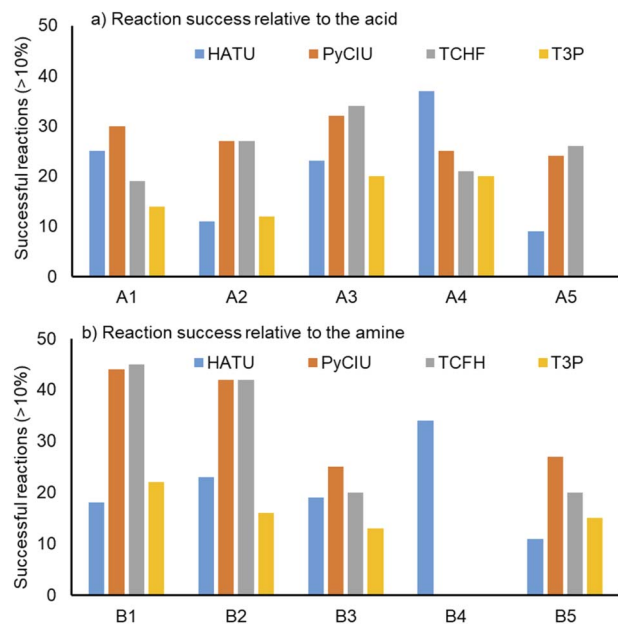 a) Reaction success relative to the acid
HATU PyClU TCHF T3P
Successful reactions (>10%)
50
40
30
20
10
0
A1 A2 A3 A4 A5
b) Reaction success relative to the amine
HATU PyClU TCFH T3P
Successful reactions (>10%)
50
40
30
20
10
0
B1 B2 B3 B4 B5